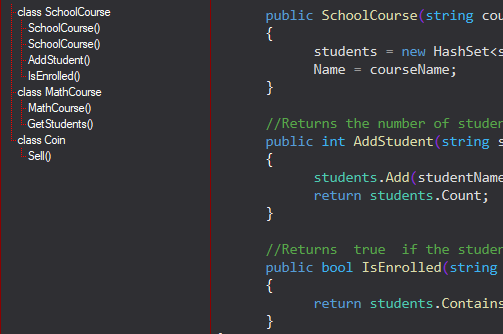 class SchoolCourse
SchoolCourse()
SchoolCourse()
AddStudent()
IsEnrolled()
class MathCourse
MathCourse()
GetStudents()
class Coin
Sell()
public SchoolCourse(string cou
{
students = new HashSet<s
Name = courseName;
}
//Returns the number of studen
public int AddStudent(string s
{
students.Add(studentName
return students.Count;
}
//Returns  true  if the studen
public bool IsEnrolled(string
{
return students.Contains
}